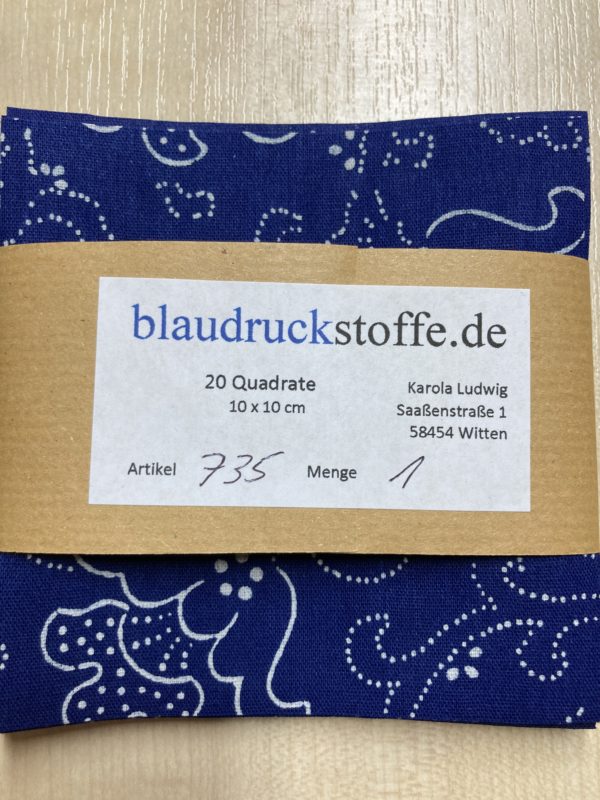 blaudruckstoffe.de
20 Quadrate
10 x 10 cm
Karola Ludwig
Saaßenstraße 1
58454 Witten
Artikel 735 Menge 1